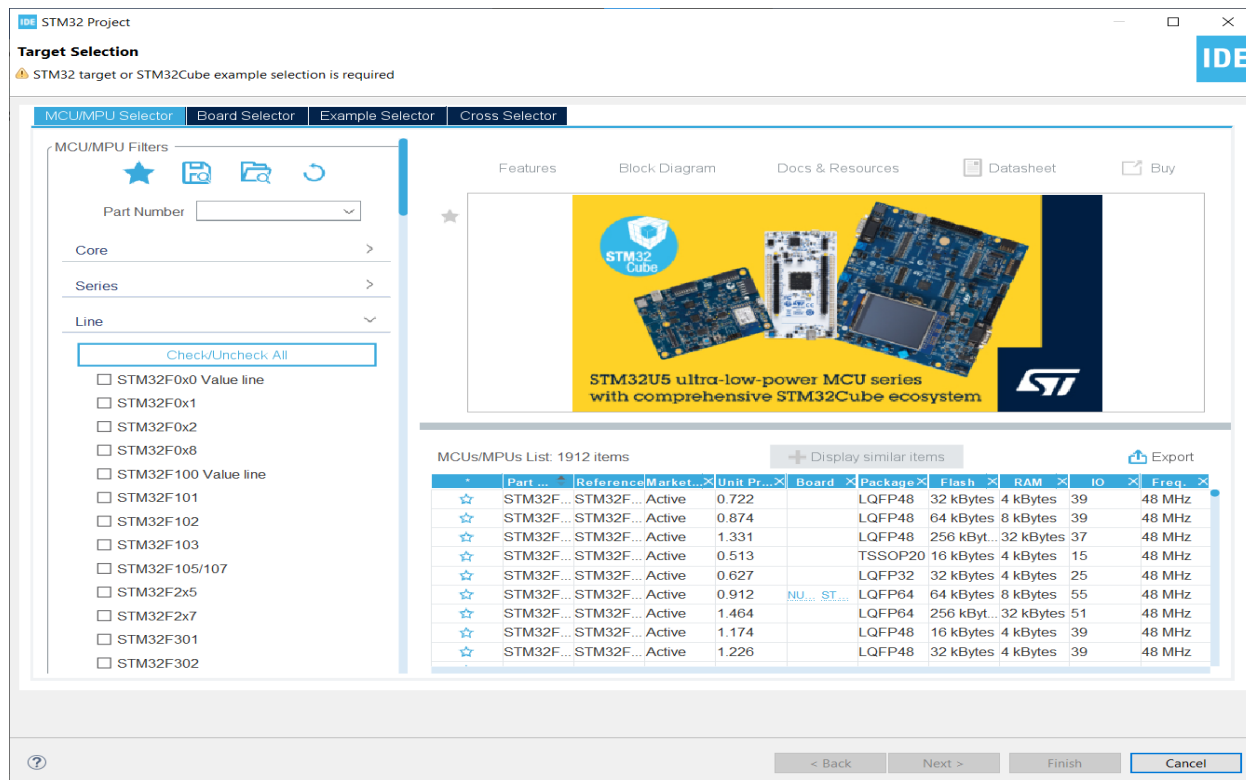 IDE STM32 Project
Target Selection
STM32 target or STM32Cube example selection is required
IDE
MCU/MPU Selector Board Selector Example Selector Cross Selector
MCU/MPU Filters
Part Number
Core
Series
Line
Check/Uncheck All
STM32F0x0 Value line
STM32F0x1
STM32F0x2
STM32F0x8
STM32F100 Value line
STM32F101
STM32F102
STM32F103
STM32F105/107
STM32F2x5
STM32F2x7
STM32F301
STM32F302
Features Block Diagram Docs & Resources Datasheet Buy
STM32
Cube
STM32U5 ultra-low-power MCU series
with comprehensive STM32Cube ecosystem
ST
MCUs/MPUs List: 1912 items Display similar items Export
* Part ... Reference Market... Unit Pr... Board Package Flash RAM IO Freq.
STM32F... STM32F... Active 0.722 LQFP48 32 kBytes 4 kBytes 39 48 MHz
STM32F... STM32F... Active 0.874 LQFP48 64 kBytes 8 kBytes 39 48 MHz
STM32F... STM32F... Active 1.331 LQFP48 256 kByt... 32 kBytes 37 48 MHz
STM32F... STM32F... Active 0.513 TSSOP20 16 kBytes 4 kBytes 15 48 MHz
STM32F... STM32F... Active 0.627 LQFP32 32 kBytes 4 kBytes 25 48 MHz
STM32F... STM32F... Active 0.912 NU... ST... LQFP64 64 kBytes 8 kBytes 55 48 MHz
STM32F... STM32F... Active 1.464 LQFP64 256 kByt... 32 kBytes 51 48 MHz
STM32F... STM32F... Active 1.174 LQFP48 16 kBytes 4 kBytes 39 48 MHz
STM32F... STM32F... Active 1.226 LQFP48 32 kBytes 4 kBytes 39 48 MHz
? < Back Next > Finish Cancel